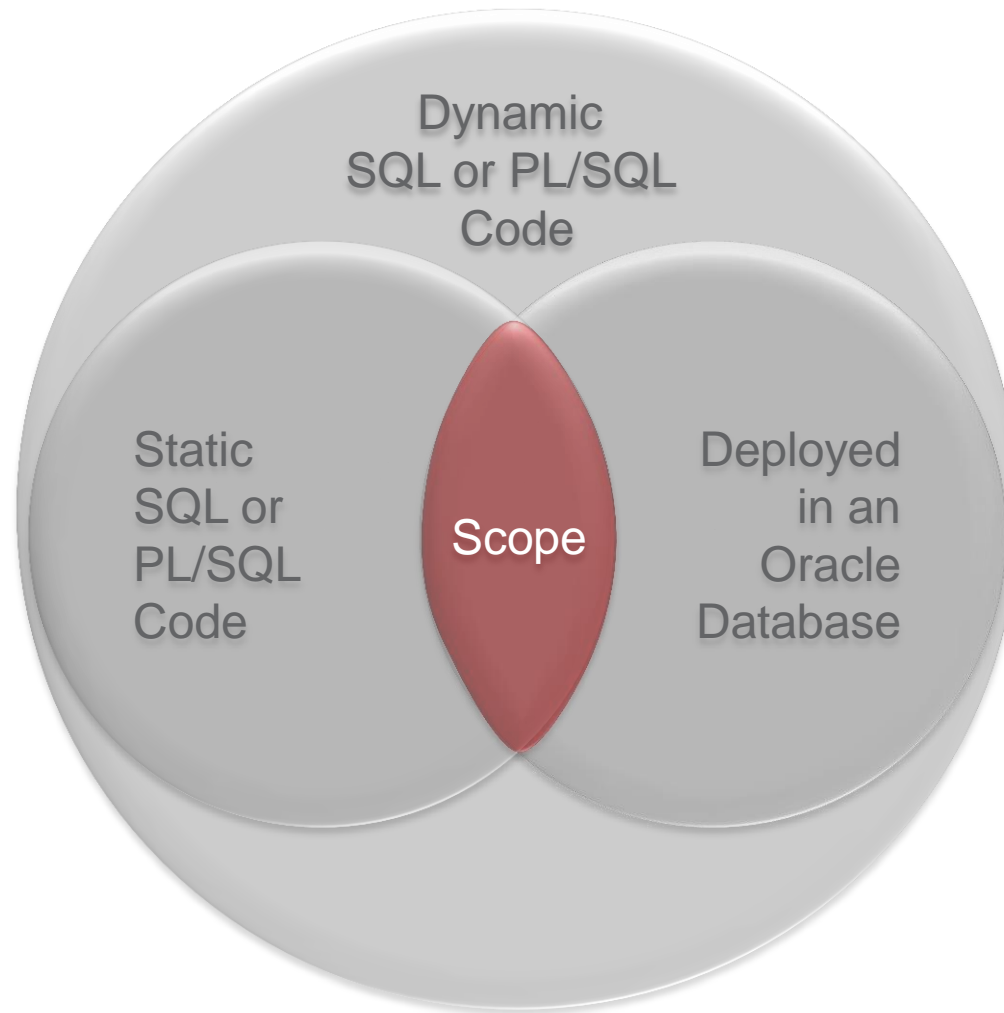 Dynamic
SQL or PL/SQL
Code
Static
SQL or
PL/SQL
Code
Scope
Deployed
in an
Oracle
Database